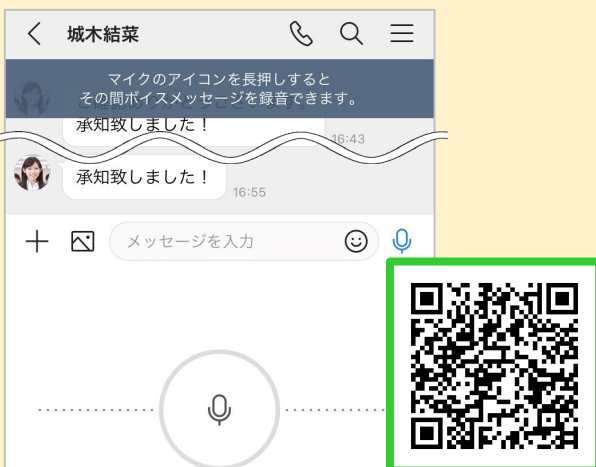 城木結菜
マイクのアイコンを長押しすると
その間ボイスメッセージを録音できます。
承知致しました！
16:43
承知致しました！
16:55
メッセージを入力